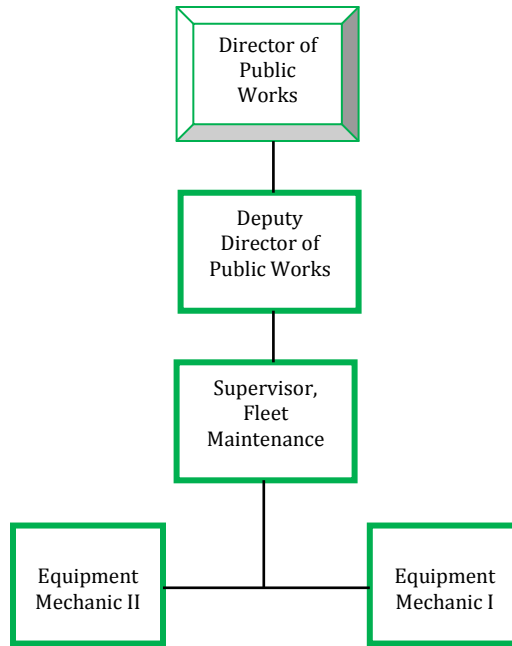 Director of
Public
Works
Deputy
Director of
Public Works
Supervisor,
Fleet
Maintenance
Equipment
Mechanic II
Equipment
Mechanic I